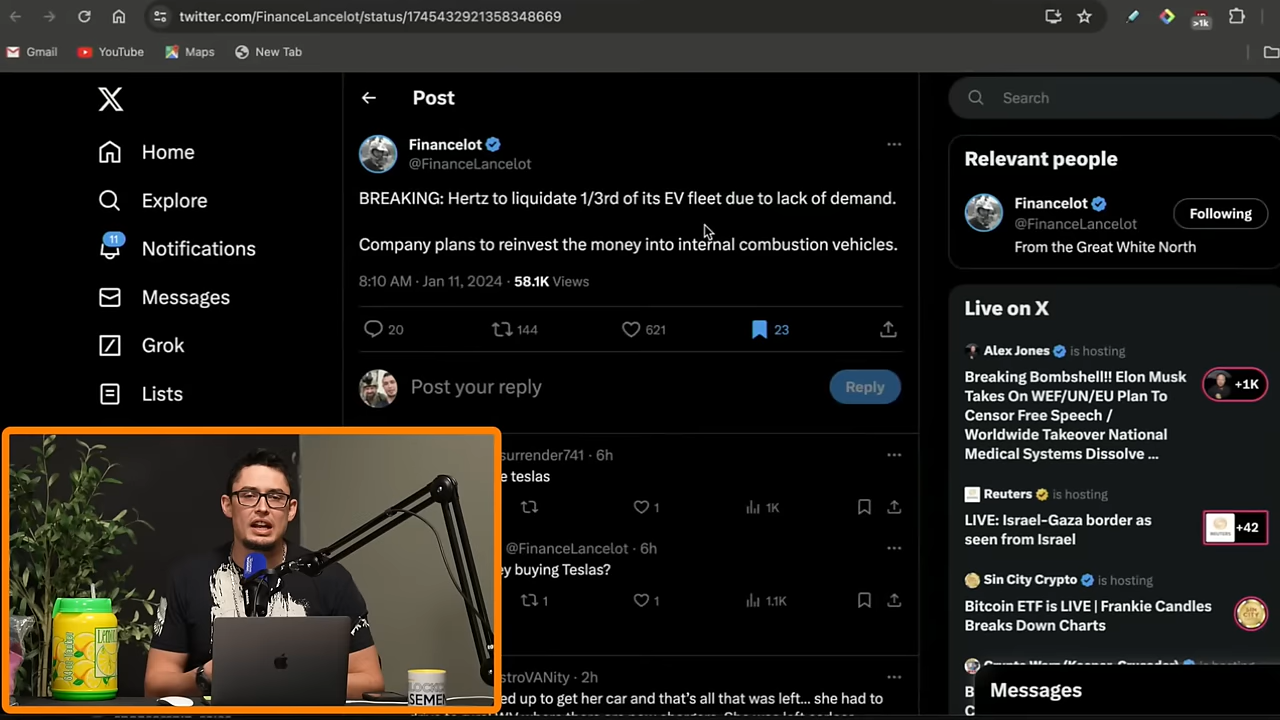 twitter.com/FinanceLancelot/status/1745432921358348669
>1k
Gmail
YouTube
Maps
New Tab
X
Home
Explore
11
Notifications
Messages
Grok
Lists
Post
Financelot
@FinanceLancelot
BREAKING: Hertz to liquidate 1/3rd of its EV fleet due to lack of demand.
Company plans to reinvest the money into internal combustion vehicles.
8:10 AM · Jan 11, 2024 · 58.1K Views
20
144
621
23
Post your reply
Reply
surrender741 · 6h
teslas
1
1K
@FinanceLancelot · 6h
buying Teslas?
1
1
1.1K
stroVANity · 2h
ed up to get her car and that's all that was left... she had to
Search
Relevant people
Financelot
@FinanceLancelot
Following
From the Great White North
Live on X
Alex Jones is hosting
Breaking Bombshell!! Elon Musk
Takes On WEF/UN/EU Plan To
Censor Free Speech /
Worldwide Takeover National
Medical Systems Dissolve ...
+1K
Reuters is hosting
LIVE: Israel-Gaza border as
seen from Israel
+42
Sin City Crypto is hosting
Bitcoin ETF is LIVE | Frankie Candles
Breaks Down Charts
Messages